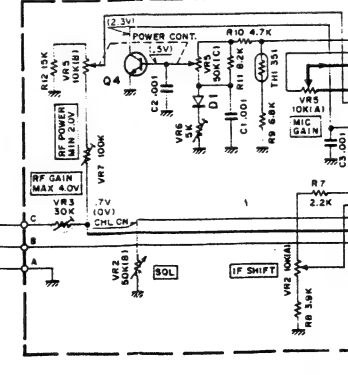 (2.3V)
POWER CONT.
(.5V)
R10 4.7K
R12 15K
VR5
10K(B)
Q4
C2 .001
VR5
50K(C)
R11 8.2K
TH1 351
VR5
10K(A)
MIC
GAIN
D1
VR6
5K
C1 .001
R9 6.8K
C3 .001
RF POWER
MIN 2.0V
VR7 100K
RF GAIN
MAX 4.0V
VR3
30K
.7V
(0V)
CHL CN
R7
2.2K
C
B
A
VR2
50K(B)
SQL
IF SHIFT
VR2 10K(A)
R8 3.9K